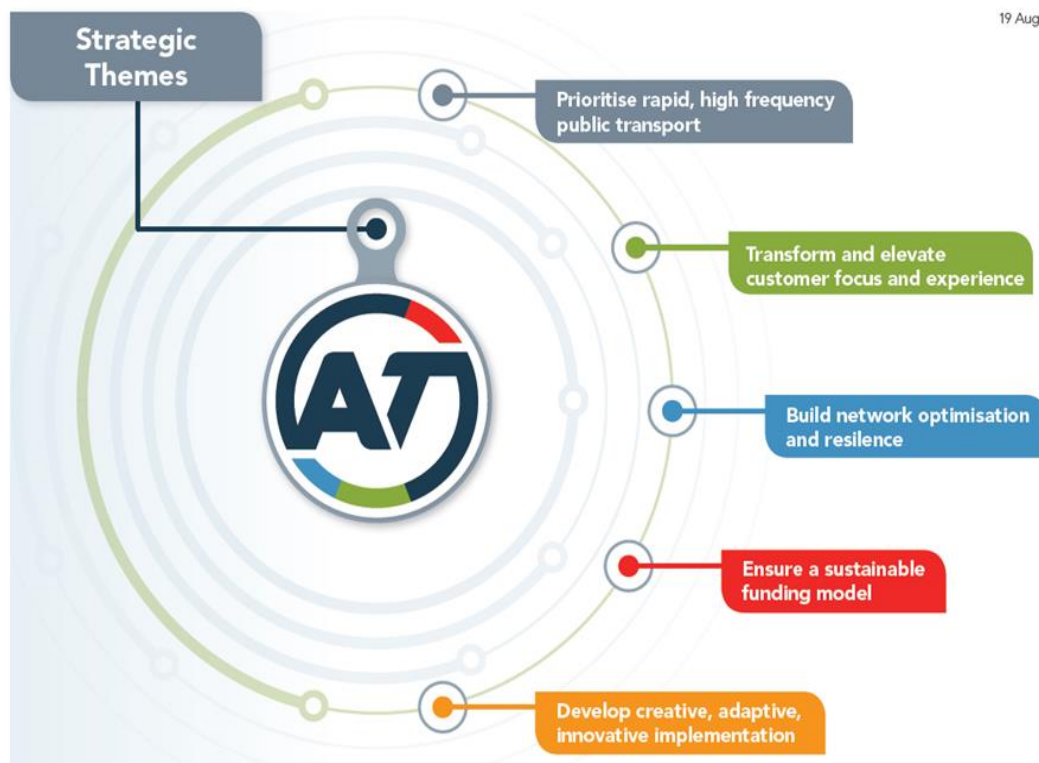 19 Aug
Strategic
Themes
Prioritise rapid, high frequency
public transport
Transform and elevate
customer focus and experience
AT
Build network optimisation
and resilence
Ensure a sustainable
funding model
Develop creative, adaptive,
innovative implementation